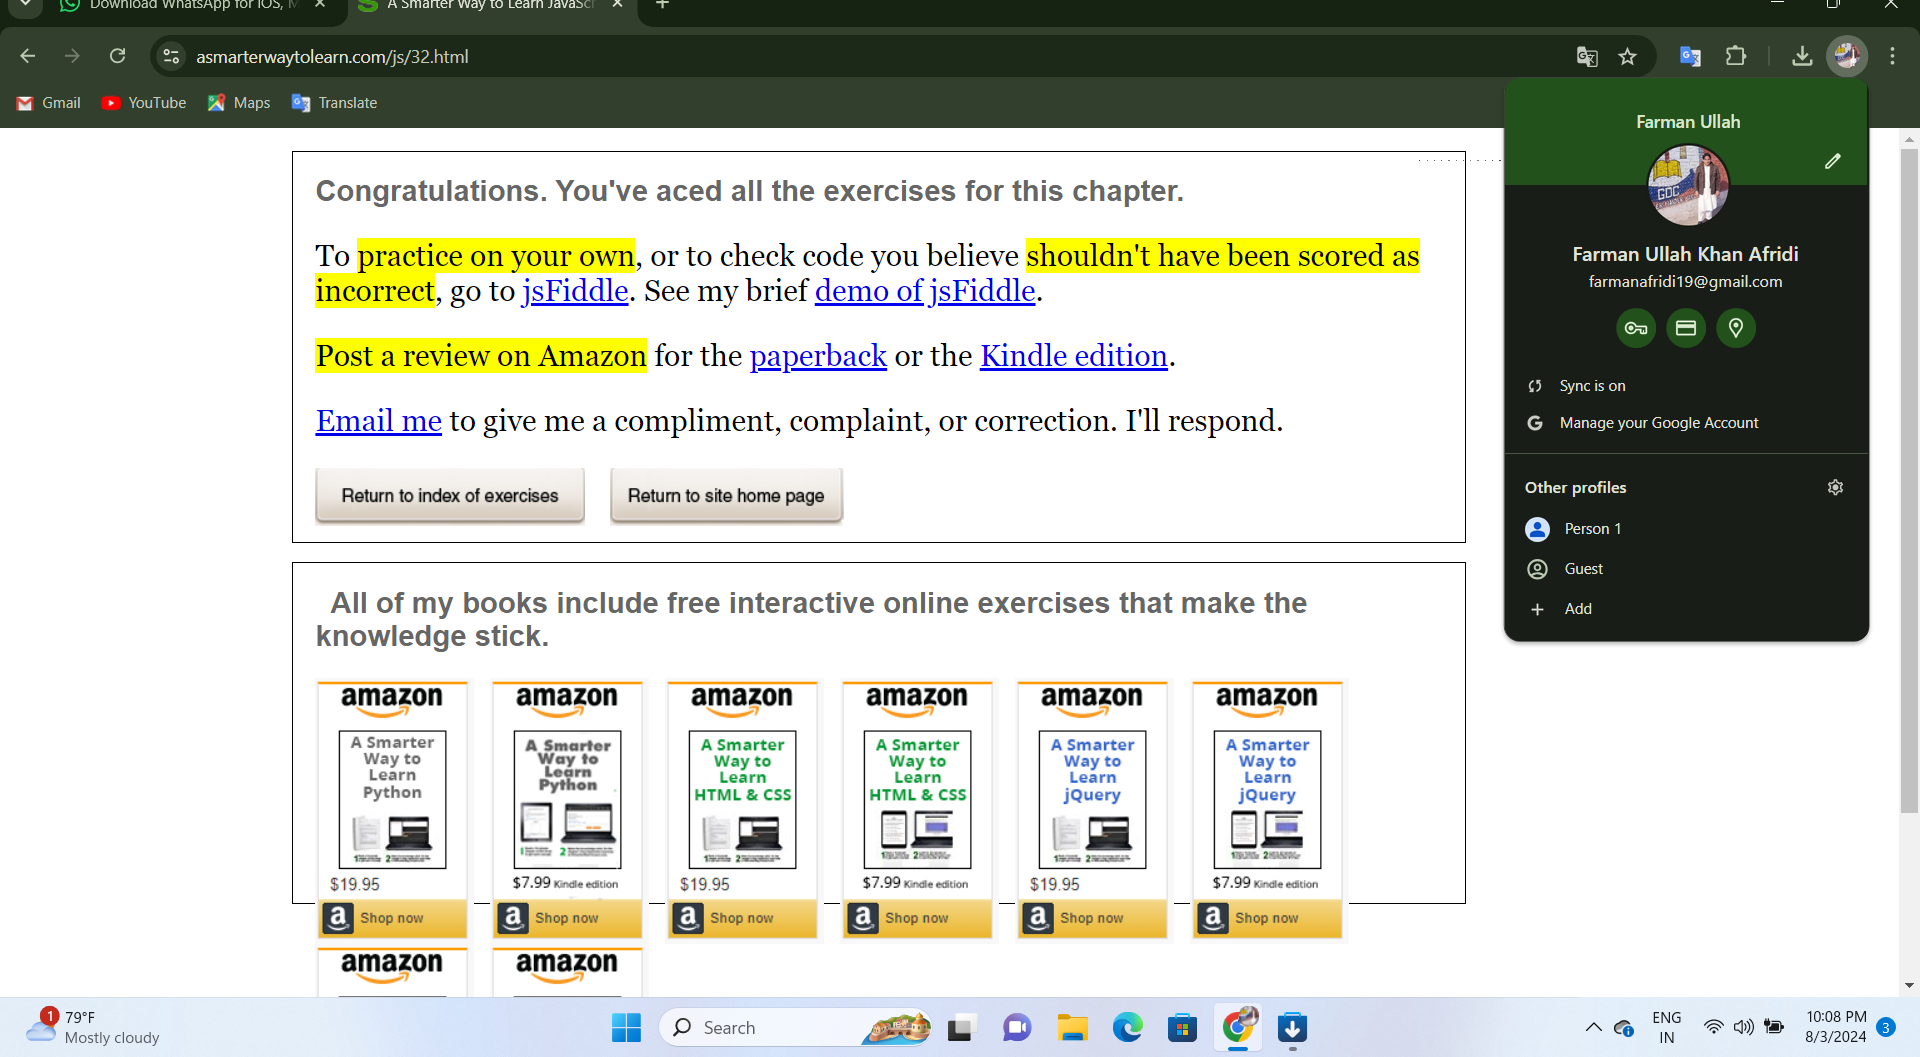 Download WhatsApp for iOS, M
A Smarter Way to Learn JavaScr
asmarterwaytolearn.com/js/32.html
Gmail YouTube Maps Translate
Congratulations. You've aced all the exercises for this chapter.
To practice on your own, or to check code you believe shouldn't have been scored as
incorrect, go to jsFiddle. See my brief demo of jsFiddle.
Post a review on Amazon for the paperback or the Kindle edition.
Email me to give me a compliment, complaint, or correction. I'll respond.
Return to index of exercises Return to site home page
All of my books include free interactive online exercises that make the
knowledge stick.
amazon amazon amazon amazon amazon amazon
A Smarter A Smarter A Smarter A Smarter A Smarter A Smarter
Way to Way to Way to Way to Way to Way to
Learn Learn Learn Learn Learn Learn
Python Python HTML & CSS HTML & CSS jQuery jQuery
$19.95 $7.99 Kindle edition $19.95 $7.99 Kindle edition $19.95 $7.99 Kindle edition
a Shop now a Shop now a Shop now a Shop now a Shop now a Shop now
amazon amazon
Farman Ullah
GDC
Farman Ullah Khan Afridi
farmanafridi19@gmail.com
Sync is on
G Manage your Google Account
Other profiles
Person 1
Guest
Add
1
79°F
Mostly cloudy
Search
ENG
IN
10:08 PM
8/3/2024
3